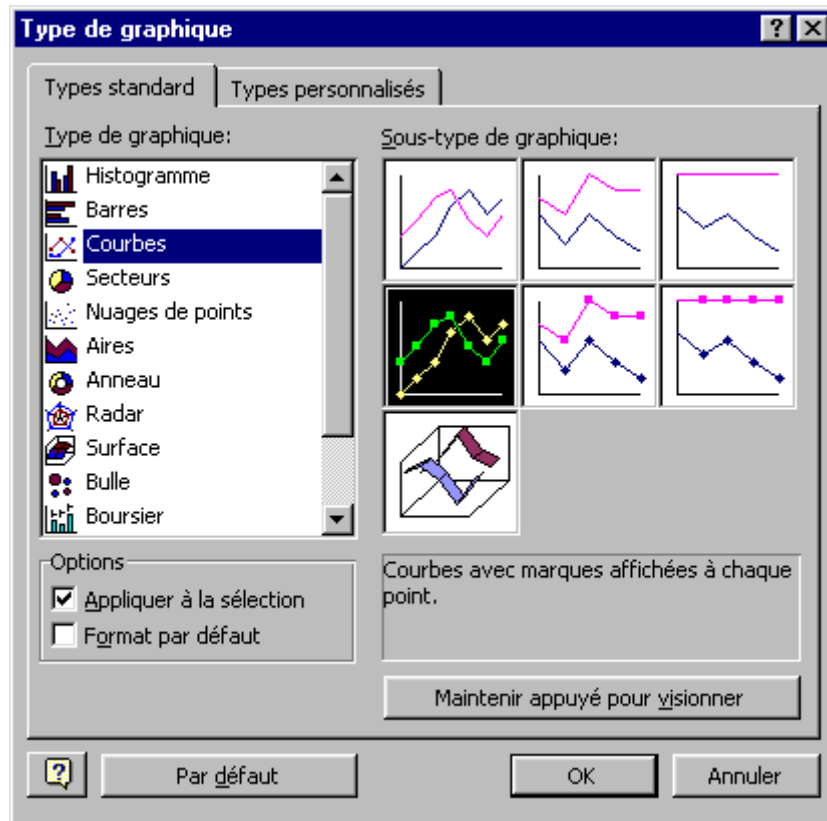 Type de graphique
Types standard
Types personnalisés
Type de graphique:
Histogramme
Barres
Courbes
Secteurs
Nuages de points
Aires
Anneau
Radar
Surface
Bulle
Boursier
Sous-type de graphique:
Options
Appliquer à la sélection
Format par défaut
Courbes avec marques affichées à chaque
point.
Maintenir appuyé pour visionner
Par défaut
OK
Annuler